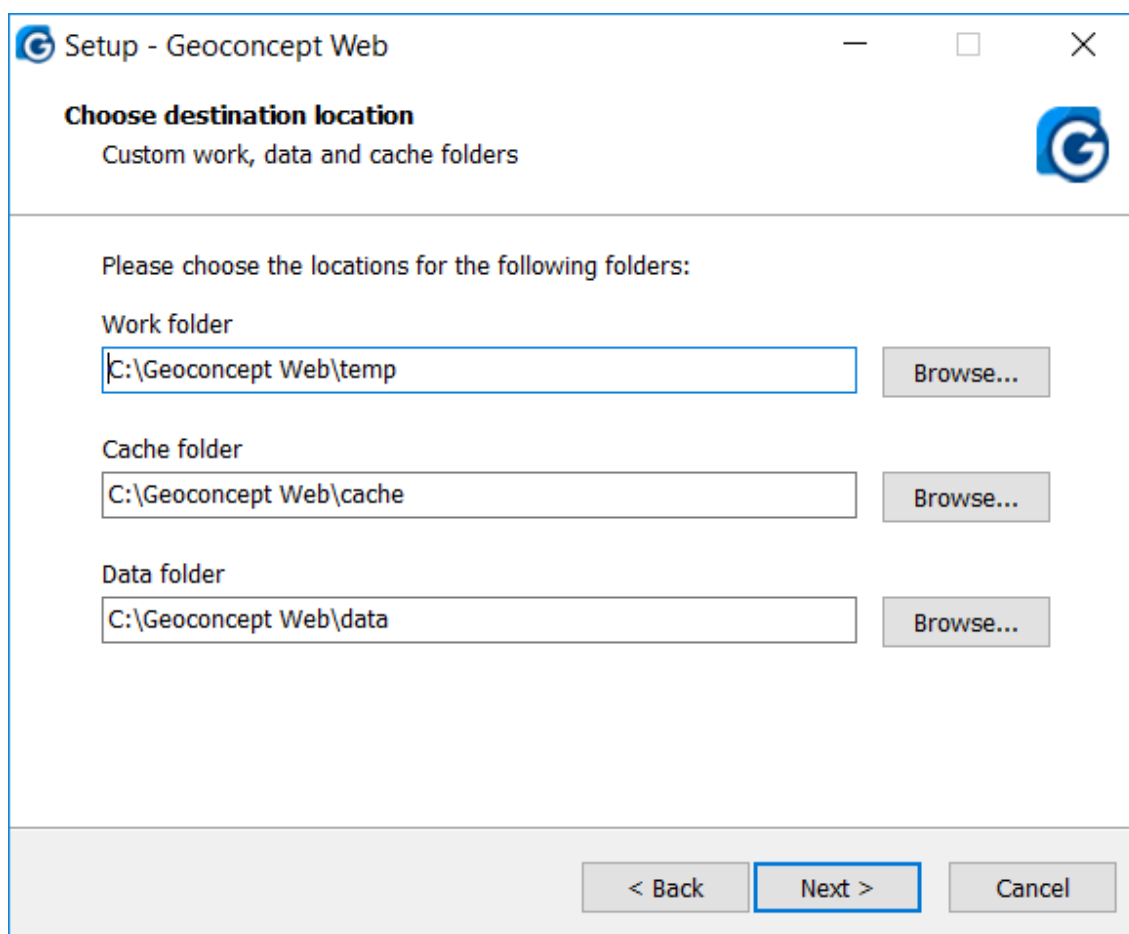 Setup - Geoconcept Web
Choose destination location
Custom work, data and cache folders
G
Please choose the locations for the following folders:
Work folder
C:\Geoconcept Web\temp
Browse...
Cache folder
C:\Geoconcept Web\cache
Browse...
Data folder
C:\Geoconcept Web\data
Browse...
< Back
Next >
Cancel